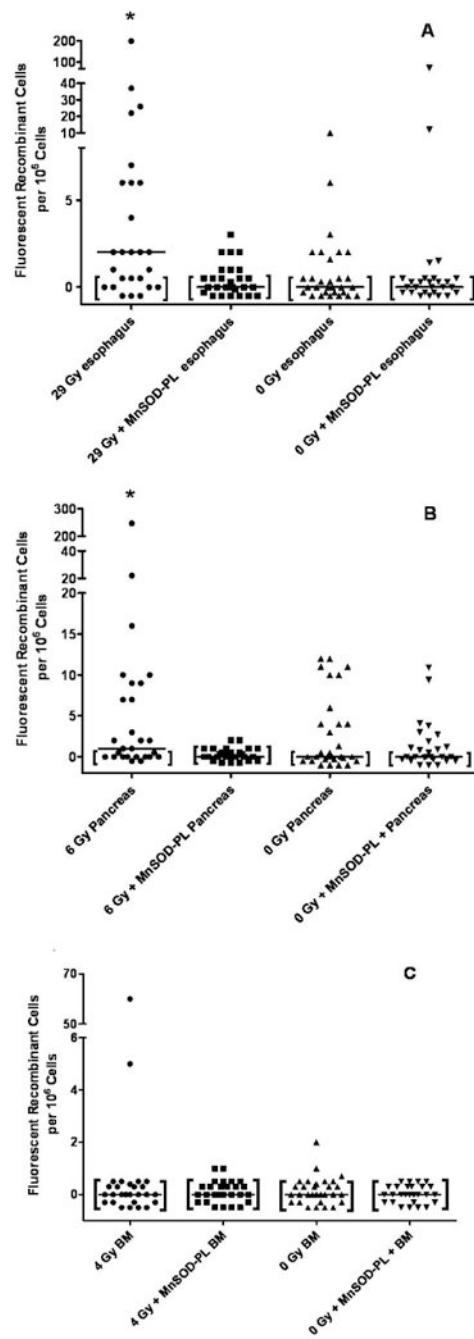 *
A
Fluorescent Recombinant Cells
per 10⁶ Cells
200
100
40
30
20
10
5
0
29 Gy esophagus
29 Gy + MnSOD-PL esophagus
0 Gy esophagus
0 Gy + MnSOD-PL esophagus
*
B
Fluorescent Recombinant Cells
per 10⁶ Cells
300
200
40
20
20
15
10
5
0
6 Gy Pancreas
6 Gy + MnSOD-PL Pancreas
0 Gy Pancreas
0 Gy + MnSOD-PL + Pancreas
C
Fluorescent Recombinant Cells
per 10⁶ Cells
70
50
6
4
2
0
4 Gy BM
4 Gy + MnSOD-PL BM
0 Gy BM
0 Gy + MnSOD-PL + BM